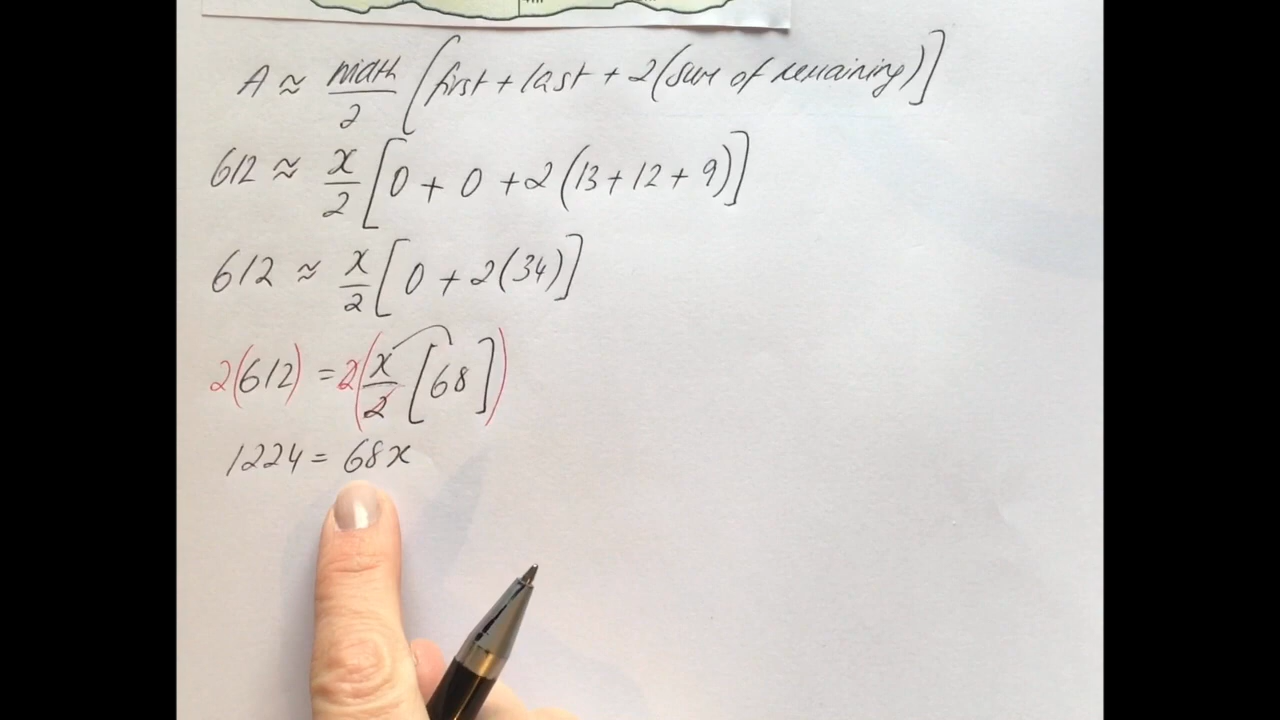 A ≈ width/2 [first + last + 2(sum of remaining)]
612 ≈ x/2 [0 + 0 + 2(13 + 12 + 9)]
612 ≈ x/2 [0 + 2(34)]
2(612) = 2(x/2 [68])
1224 = 68x